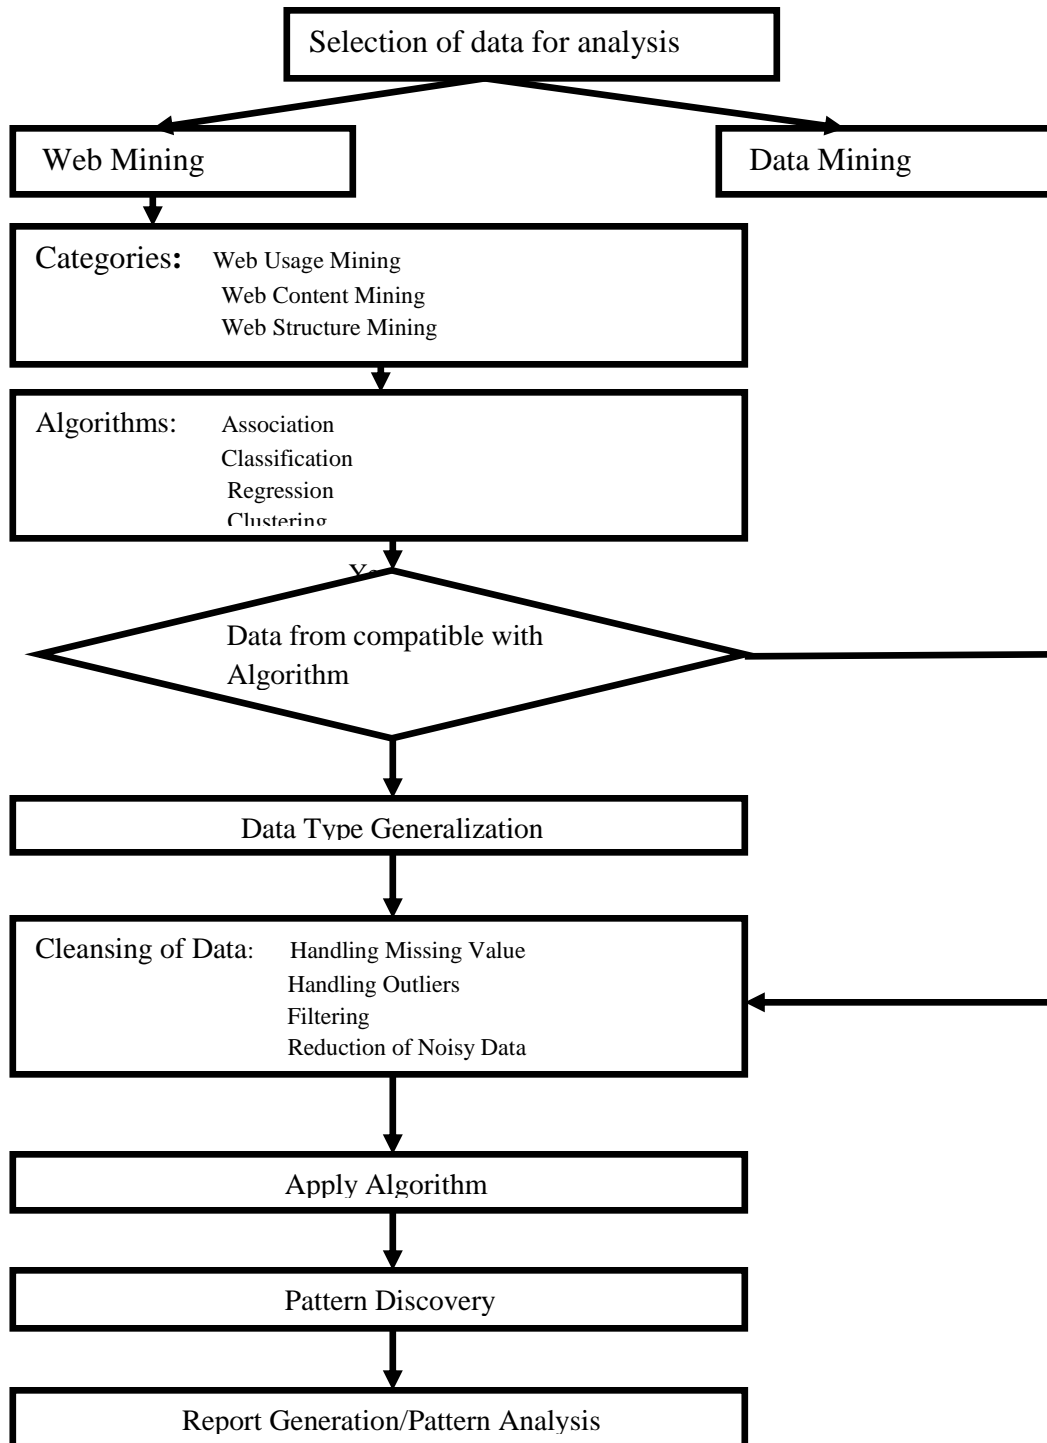 Selection of data for analysis
Web Mining
Data Mining
Categories: Web Usage Mining
Web Content Mining
Web Structure Mining
Algorithms: Association
Classification
Regression
Clustering
Data from compatible with
Algorithm
Data Type Generalization
Cleansing of Data: Handling Missing Value
Handling Outliers
Filtering
Reduction of Noisy Data
Apply Algorithm
Pattern Discovery
Report Generation/Pattern Analysis